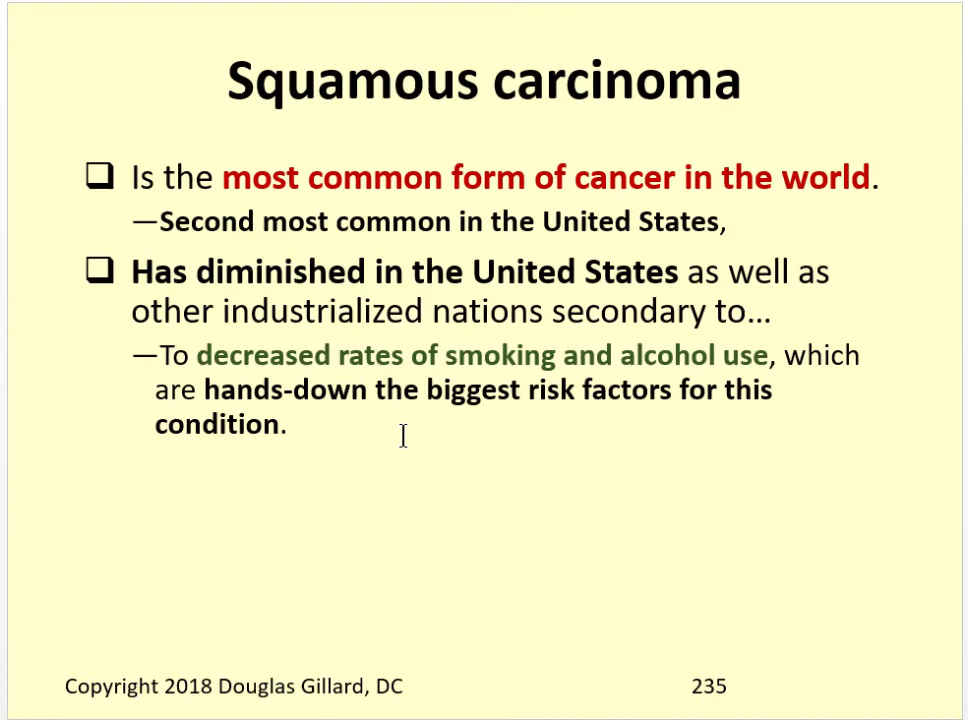 Squamous carcinoma
❑ Is the most common form of cancer in the world.
—Second most common in the United States,
❑ Has diminished in the United States as well as
other industrialized nations secondary to…
—To decreased rates of smoking and alcohol use, which
are hands-down the biggest risk factors for this
condition.
Copyright 2018 Douglas Gillard, DC
235